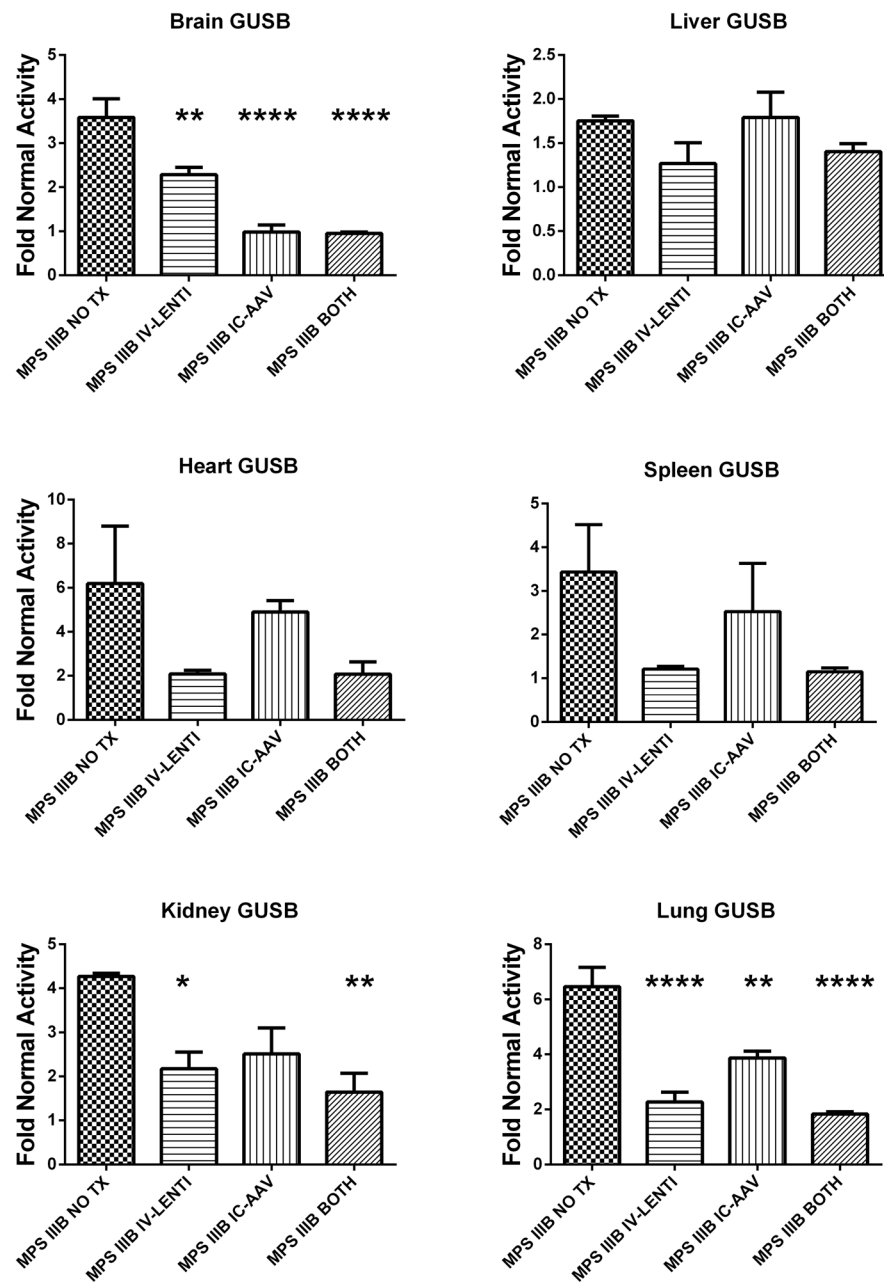 Brain GUSB
Fold Normal Activity
5
4
3
2
1
0
** **** ****
MPS IIIB NO TX
MPS IIIB IV-LENTI
MPS IIIB IC-AAV
MPS IIIB BOTH
Liver GUSB
Fold Normal Activity
2.5
2.0
1.5
1.0
0.5
0.0
MPS IIIB NO TX
MPS IIIB IV-LENTI
MPS IIIB IC-AAV
MPS IIIB BOTH
Heart GUSB
Fold Normal Activity
10
8
6
4
2
0
MPS IIIB NO TX
MPS IIIB IV-LENTI
MPS IIIB IC-AAV
MPS IIIB BOTH
Spleen GUSB
Fold Normal Activity
5
4
3
2
1
0
MPS IIIB NO TX
MPS IIIB IV-LENTI
MPS IIIB IC-AAV
MPS IIIB BOTH
Kidney GUSB
Fold Normal Activity
5
4
3
2
1
0
* **
MPS IIIB NO TX
MPS IIIB IV-LENTI
MPS IIIB IC-AAV
MPS IIIB BOTH
Lung GUSB
Fold Normal Activity
8
6
4
2
0
**** ** ****
MPS IIIB NO TX
MPS IIIB IV-LENTI
MPS IIIB IC-AAV
MPS IIIB BOTH